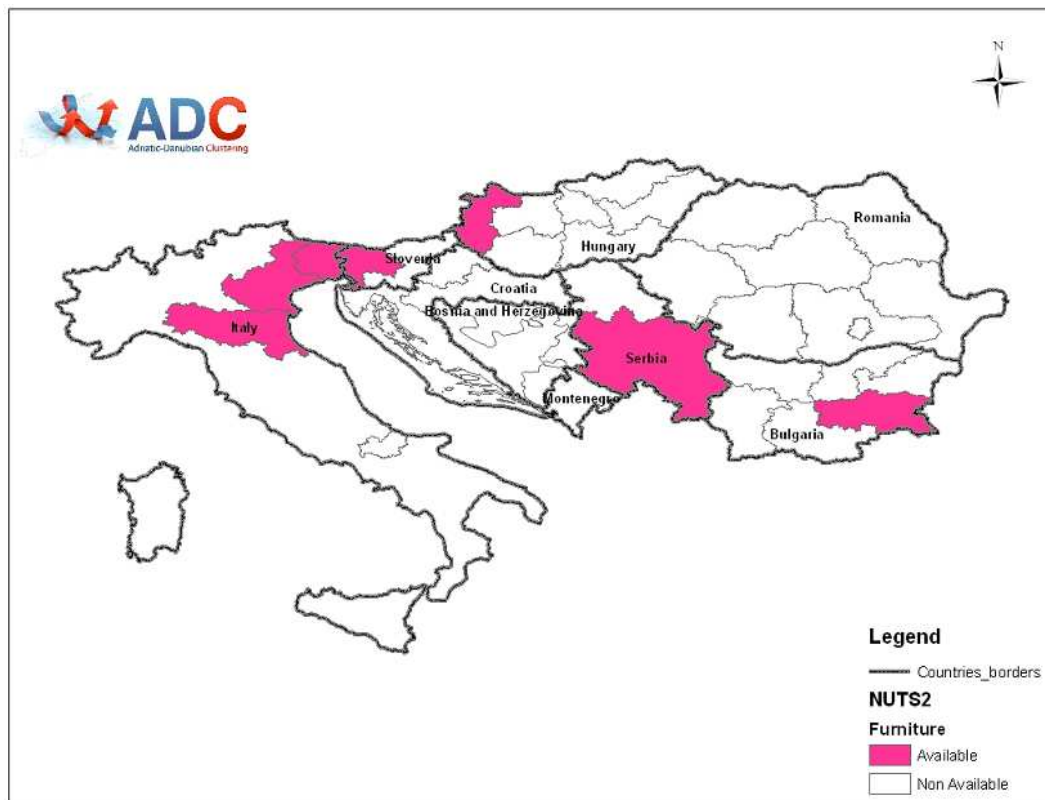 N
ADC
Adriatic-Danubian Clustering
Romania
Hungary
Slovenia
Croatia
Bosnia and Herzegovina
Italy
Serbia
Montenegro
Bulgaria
Legend
Countries_borders
NUTS2
Furniture
Available
Non Available